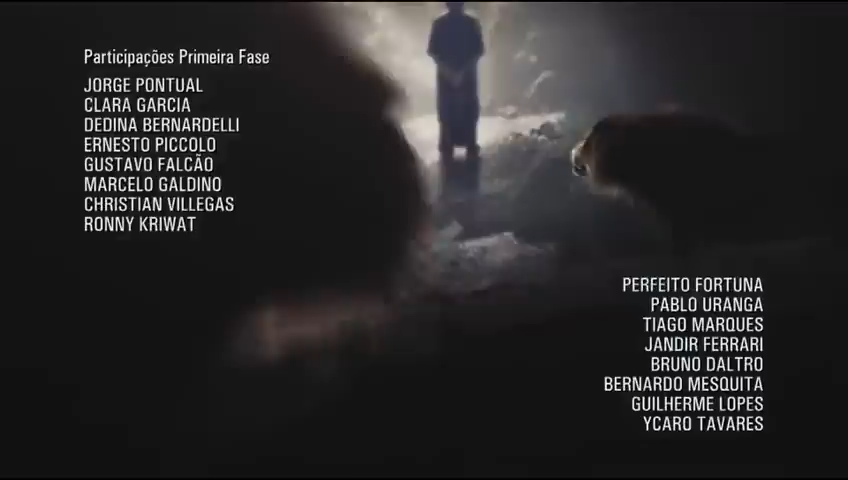 Participações Primeira Fase
JORGE PONTUAL
CLARA GARCIA
DEDINA BERNARDELLI
ERNESTO PICCOLO
GUSTAVO FALCÃO
MARCELO GALDINO
CHRISTIAN VILLEGAS
RONNY KRIWAT
PERFEITO FORTUNA
PABLO URANGA
TIAGO MARQUES
JANDIR FERRARI
BRUNO DALTRO
BERNARDO MESQUITA
GUILHERME LOPES
YCARO TAVARES